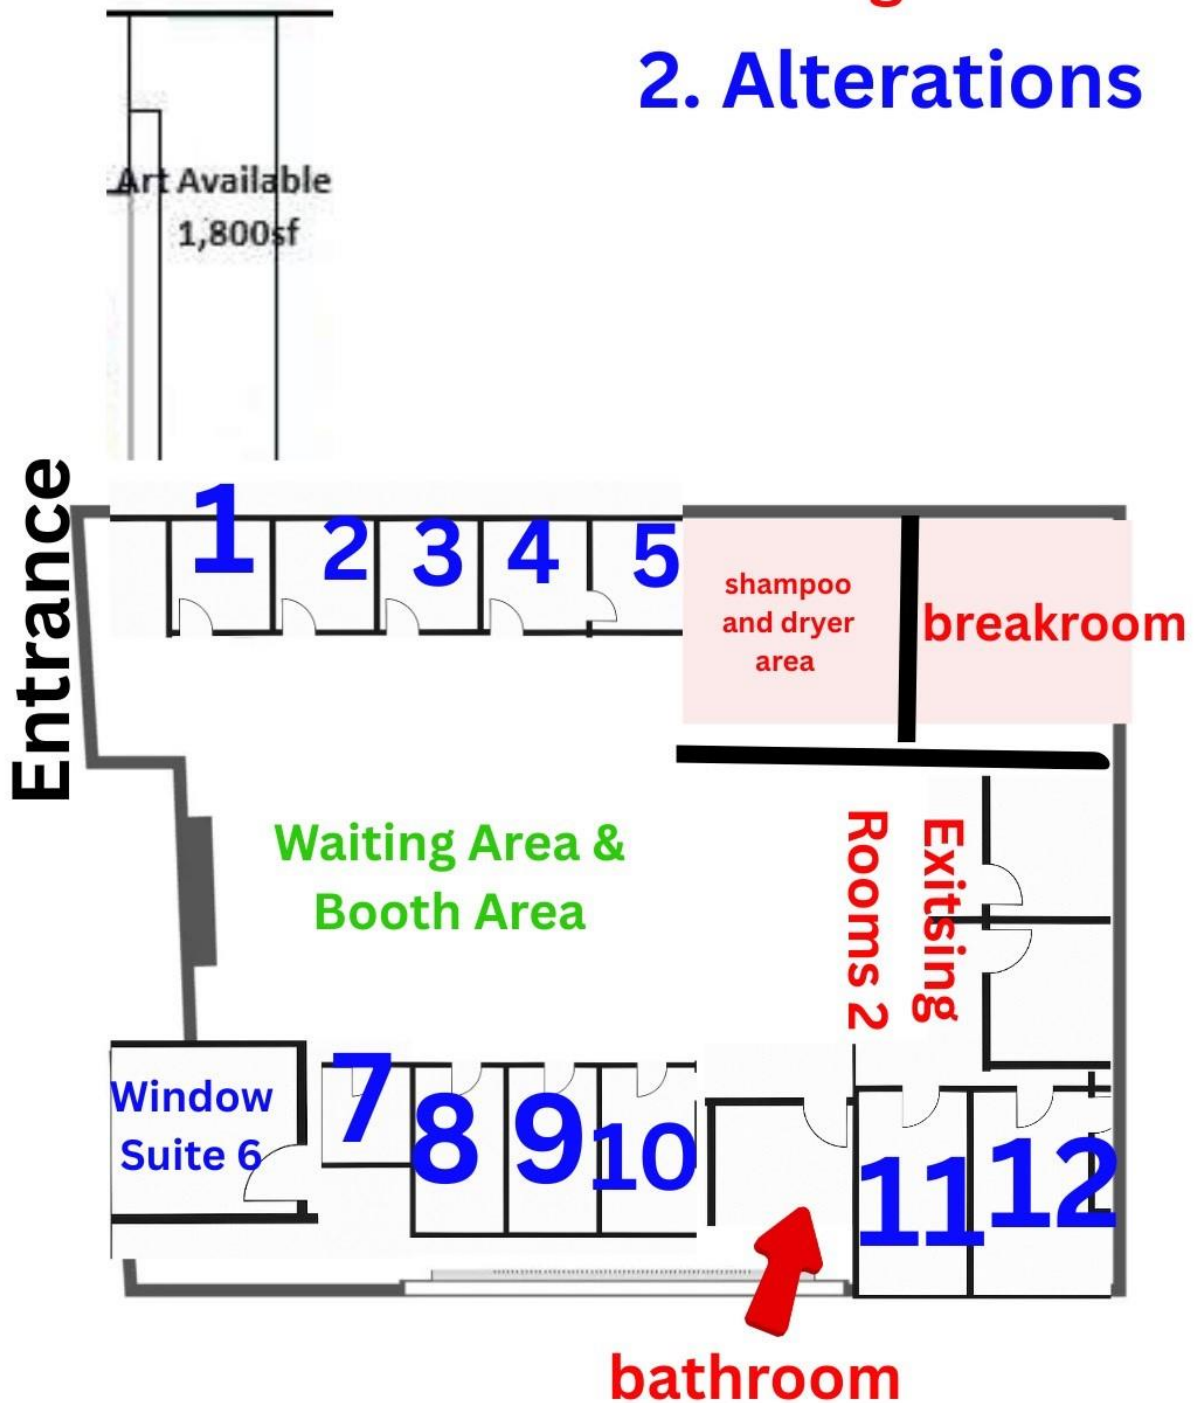 2. Alterations
Art Available
1,800sf
Entrance
1
2
3
4
5
shampoo
and dryer
area
breakroom
Waiting Area &
Booth Area
Exitsing
Rooms 2
Window
Suite 6
7
8
9
10
11
12
bathroom